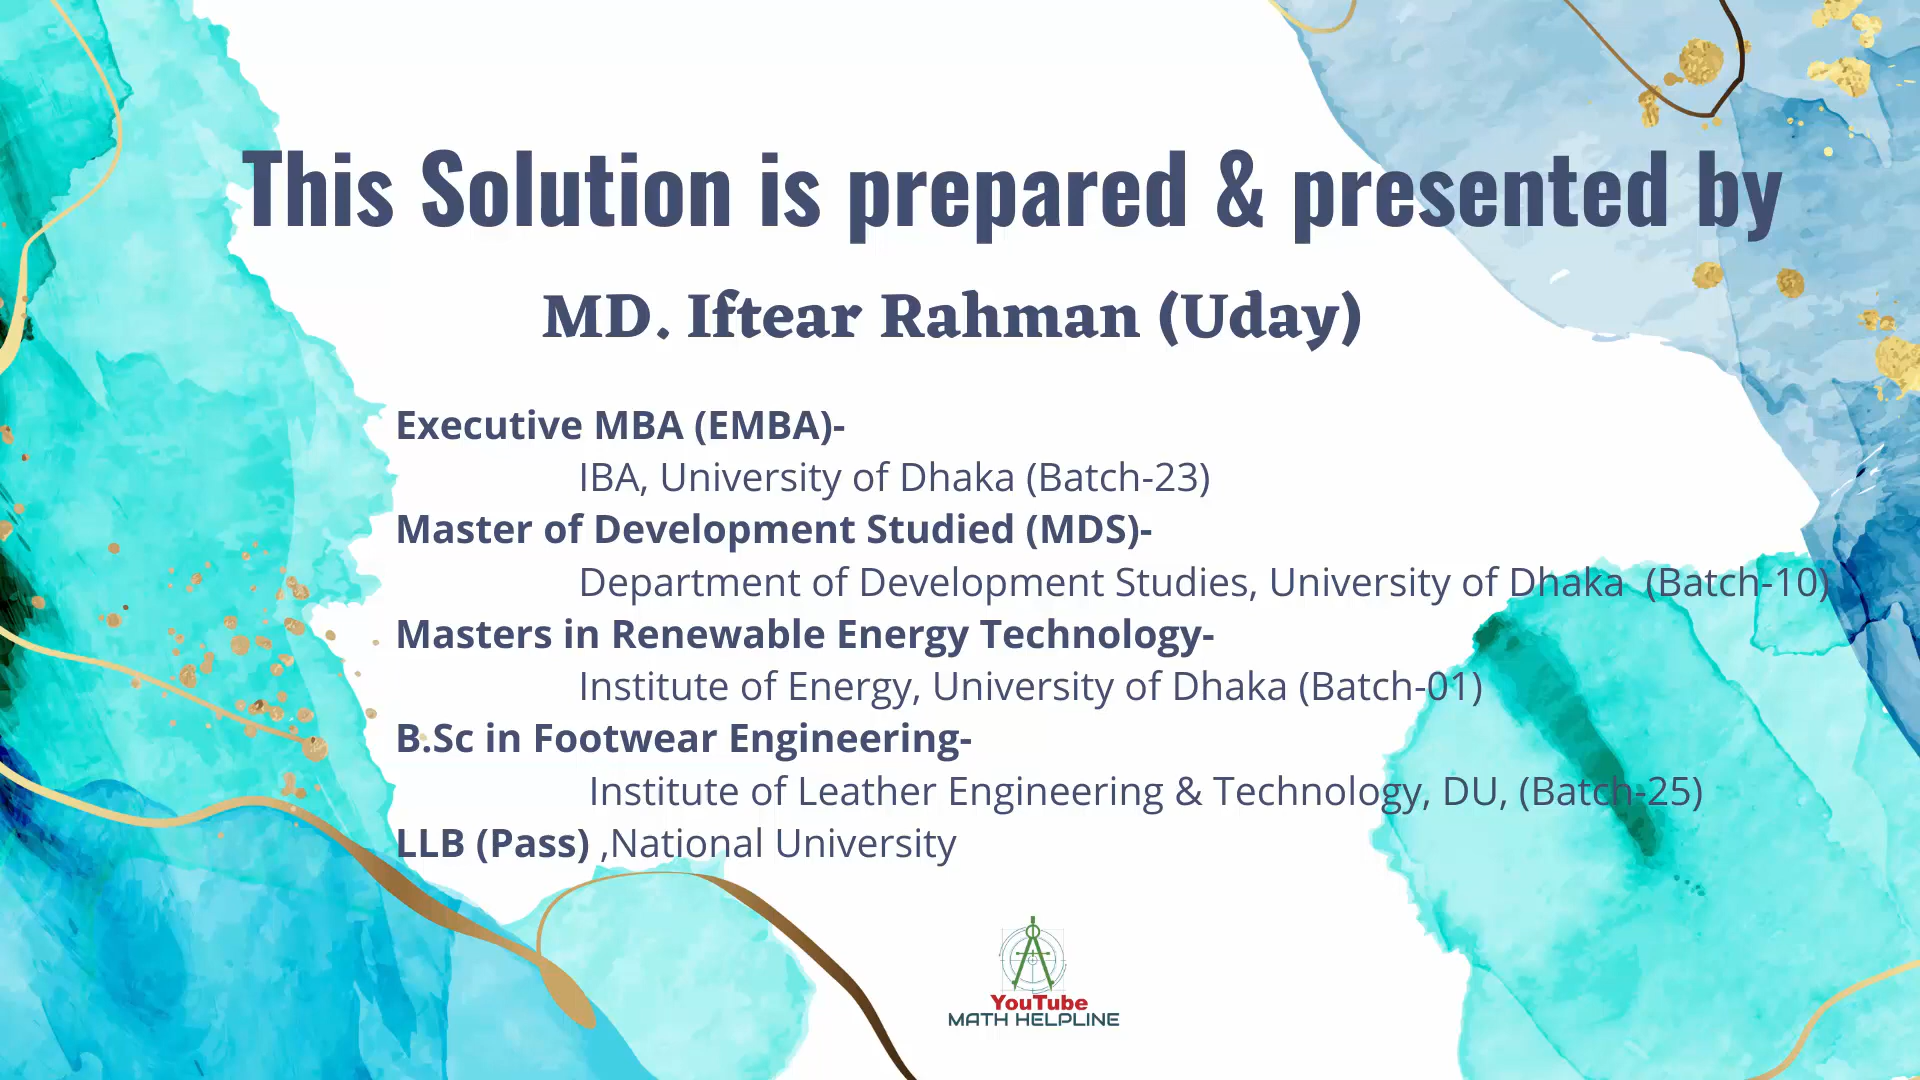 This Solution is prepared & presented by
MD. Iftear Rahman (Uday)
Executive MBA (EMBA)-
IBA, University of Dhaka (Batch-23)
Master of Development Studied (MDS)-
Department of Development Studies, University of Dhaka (Batch-10)
Masters in Renewable Energy Technology-
Institute of Energy, University of Dhaka (Batch-01)
B.Sc in Footwear Engineering-
Institute of Leather Engineering & Technology, DU, (Batch-25)
LLB (Pass) ,National University
YouTube
MATH HELPLINE